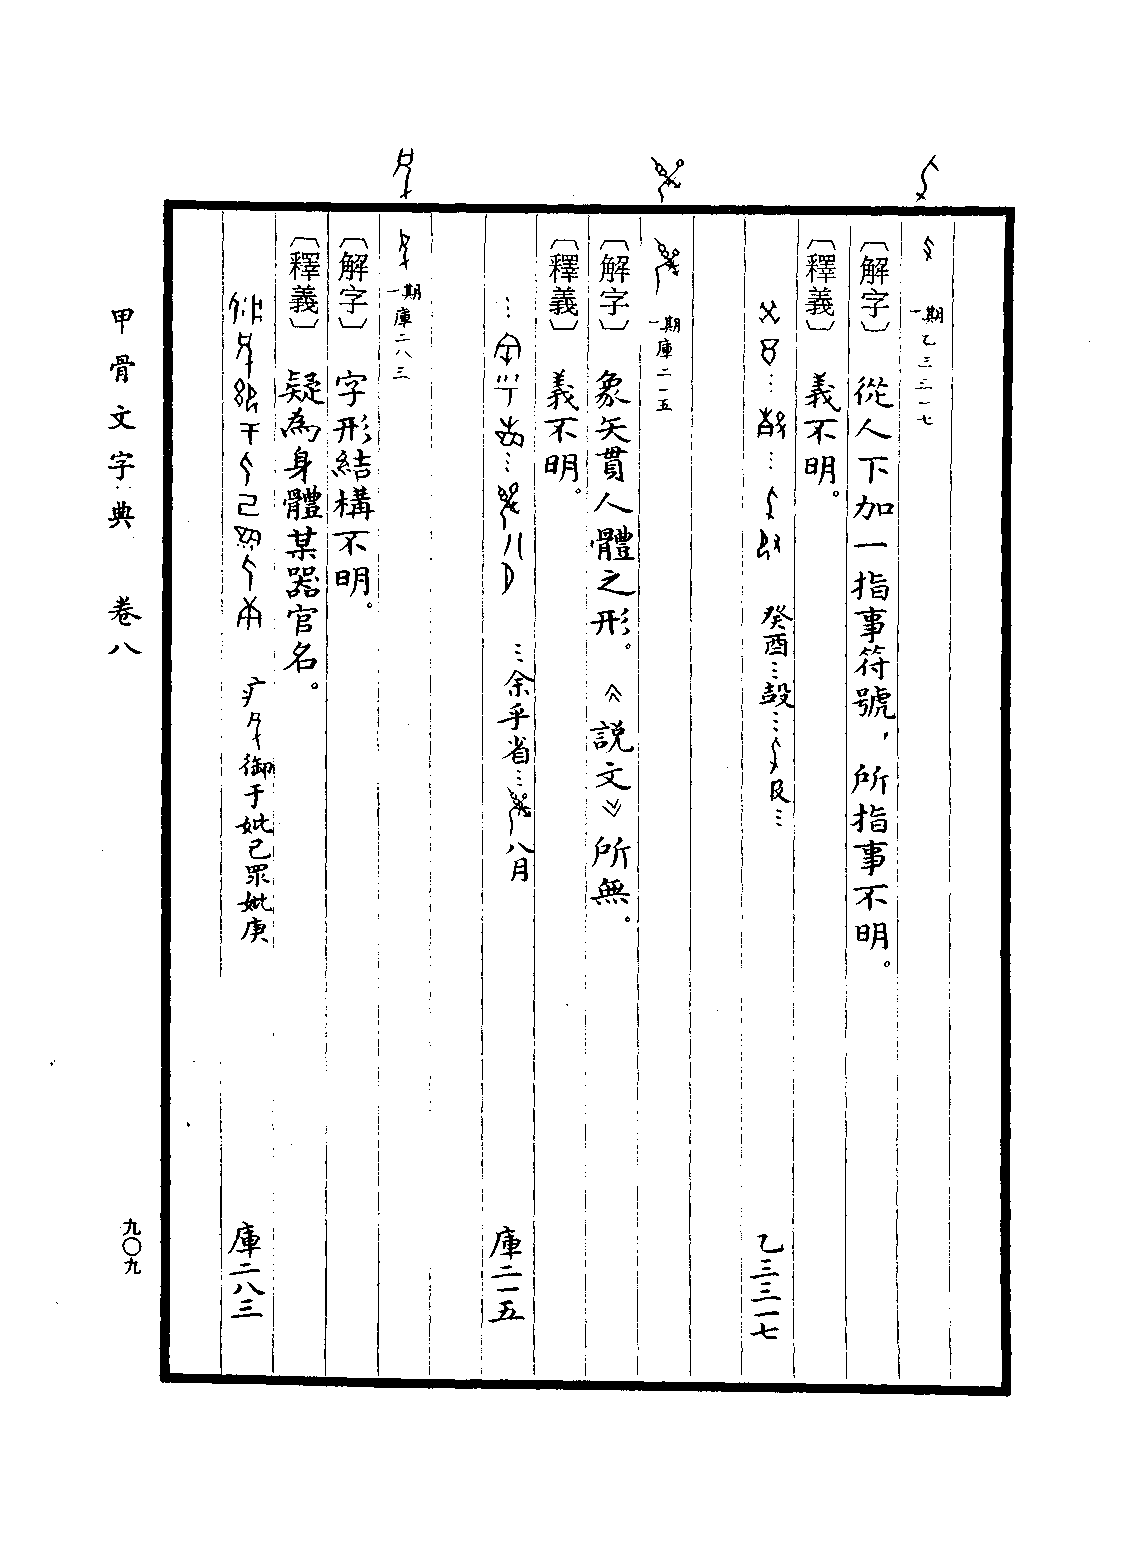 一期乙三三一七
〔解字〕 從人下加一指事符號，所指事不明。
〔釋義〕 義不明。
癸酉…㱿…及… 乙三三一七
一期庫二一五
〔解字〕 象矢貫人體之形。《説文》所無。
〔釋義〕 義不明。
…余乎省…八月 庫二一五
一期庫二八三
〔解字〕 字形結構不明。
〔釋義〕 疑為身體某器官名。
疒御于妣己眔妣庚 庫二八三
甲骨文字典 卷八
九〇九